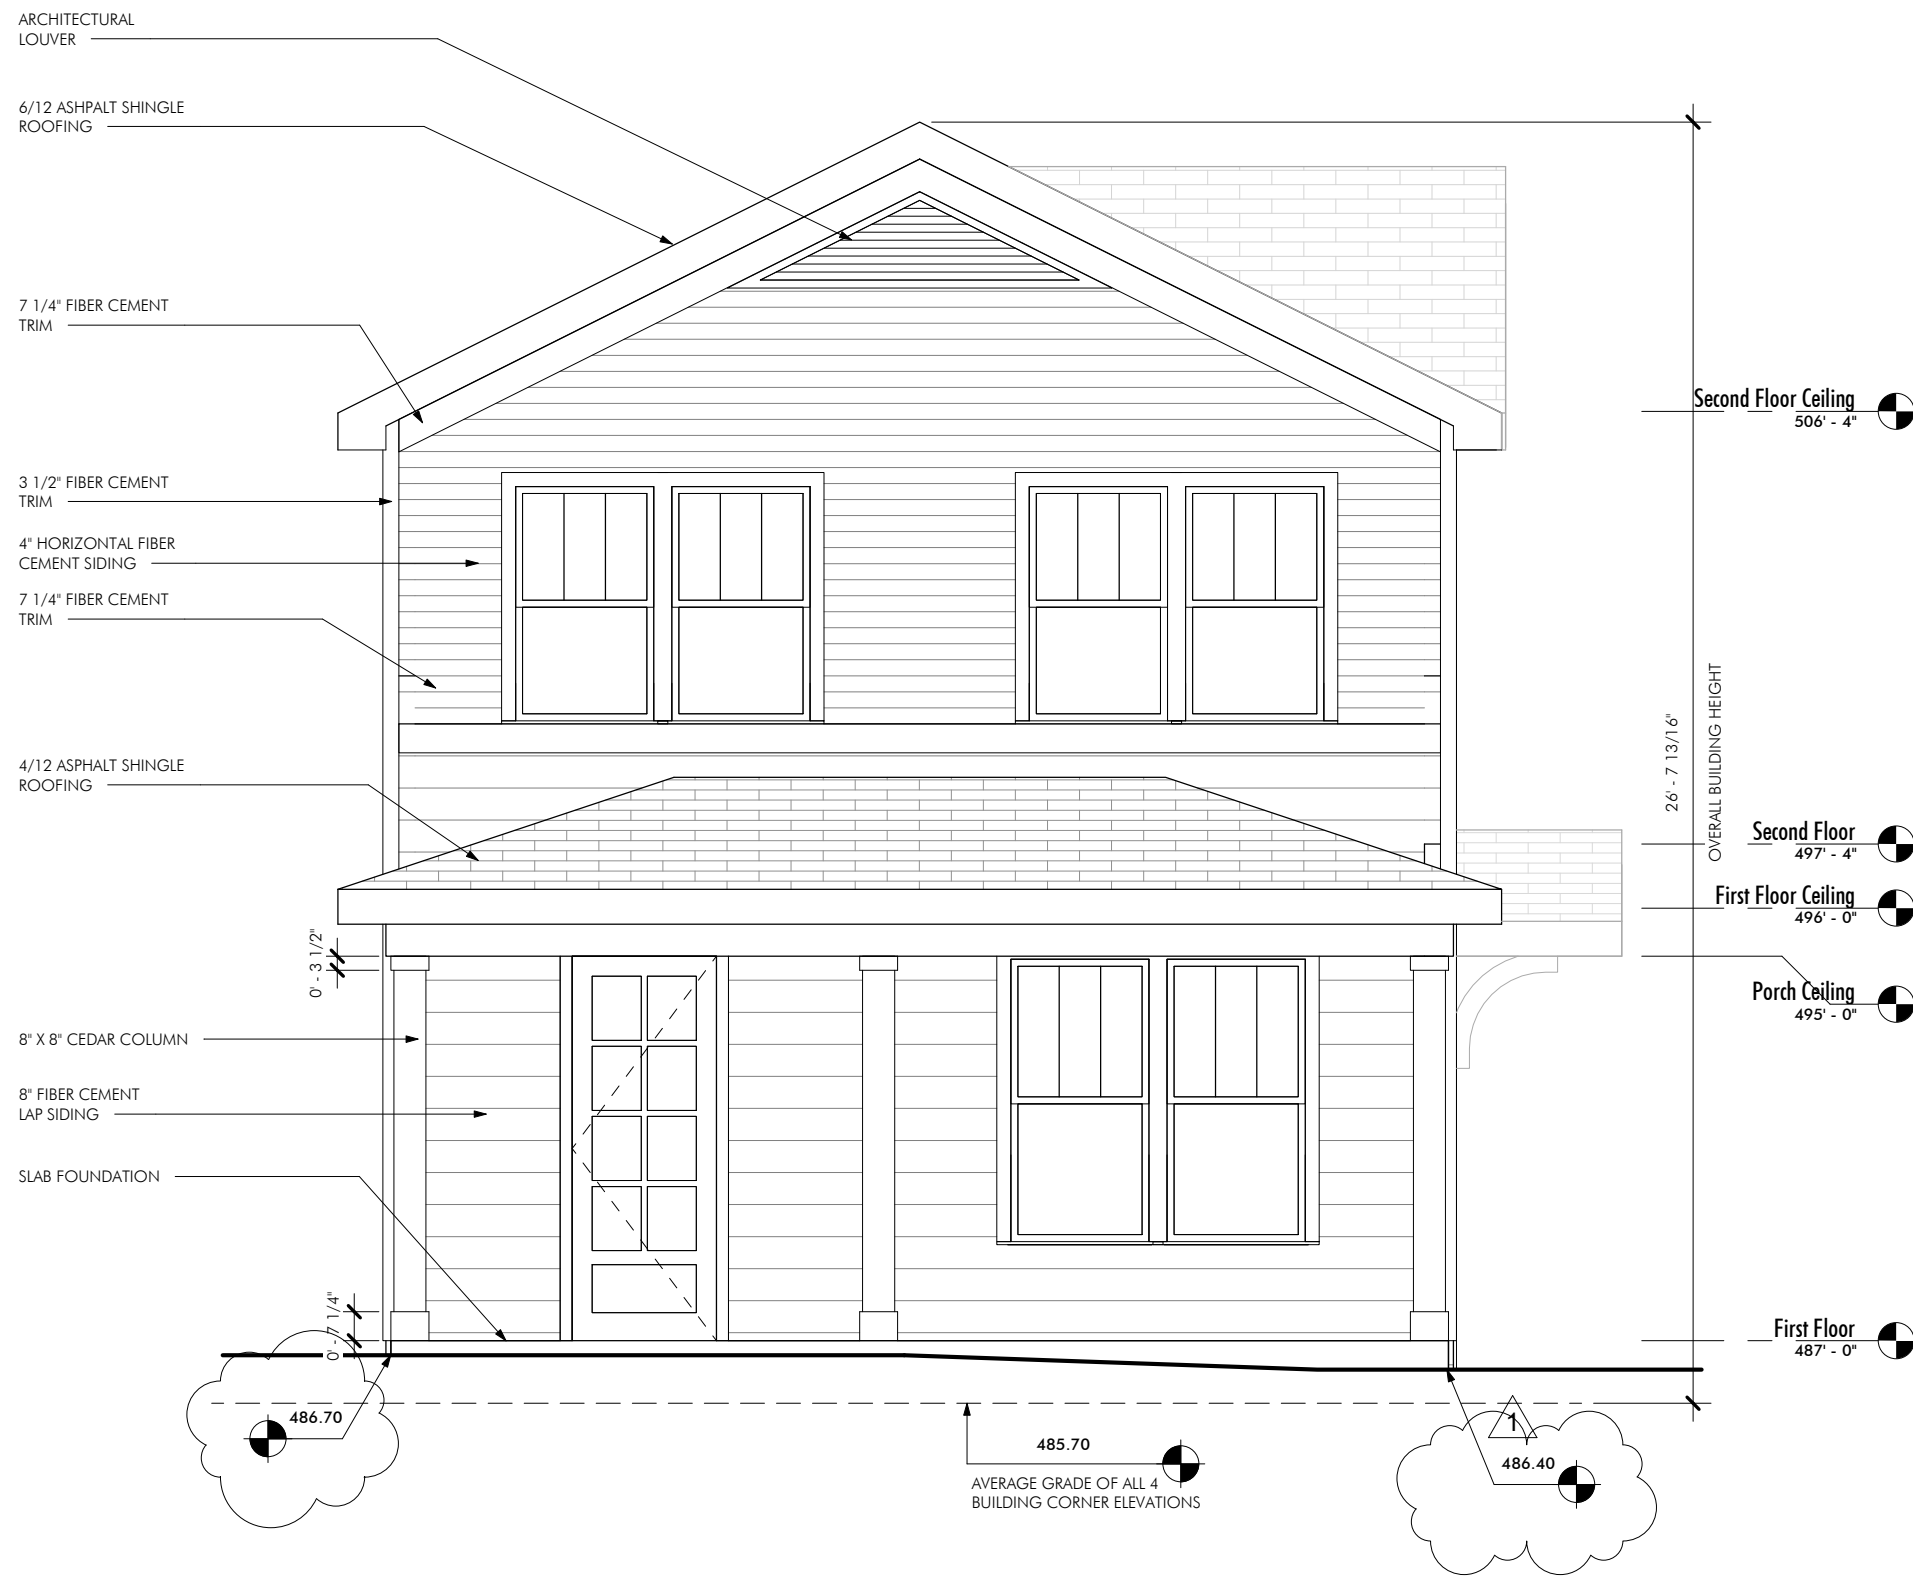 ARCHITECTURAL
LOUVER
6/12 ASHPALT SHINGLE
ROOFING
7 1/4" FIBER CEMENT
TRIM
3 1/2" FIBER CEMENT
TRIM
4" HORIZONTAL FIBER
CEMENT SIDING
7 1/4" FIBER CEMENT
TRIM
4/12 ASPHALT SHINGLE
ROOFING
0' - 3 1/2"
8" X 8" CEDAR COLUMN
8" FIBER CEMENT
LAP SIDING
SLAB FOUNDATION
0' - 7 1/4"
486.70
485.70
AVERAGE GRADE OF ALL 4
BUILDING CORNER ELEVATIONS
1
486.40
26' - 7 13/16"
OVERALL BUILDING HEIGHT
Second Floor Ceiling
506' - 4"
Second Floor
497' - 4"
First Floor Ceiling
496' - 0"
Porch Ceiling
495' - 0"
First Floor
487' - 0"